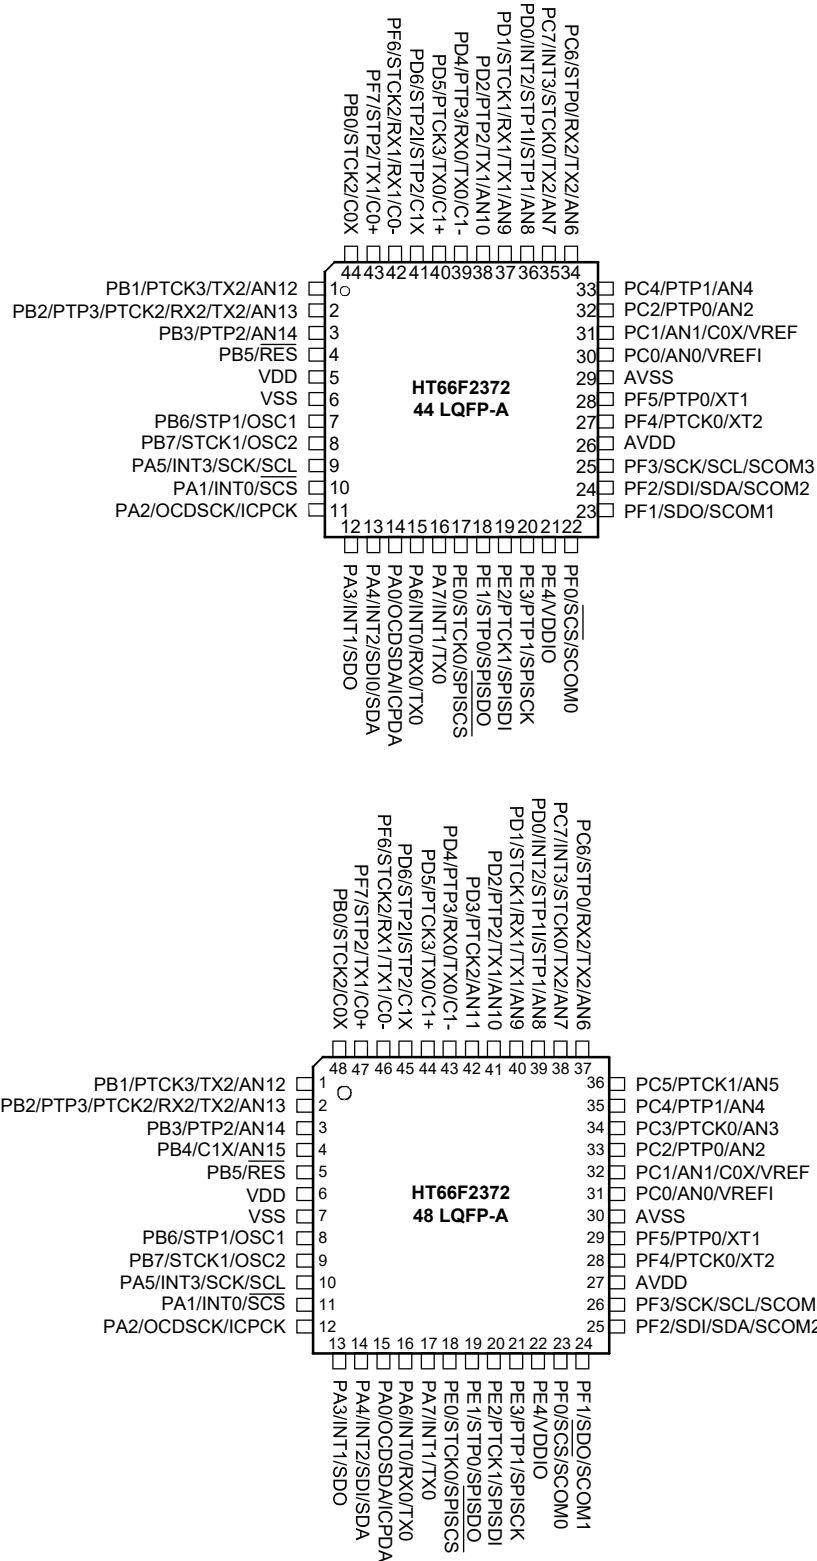 PB0/STCK2/C0X
PF7/STP2/TX1/C0+
PF6/STCK2/RX1/RX1/C0-
PD6/STP2I/STP2/C1X
PD5/PTCK3/TX0/C1+
PD4/PTP3/RX0/TX0/C1-
PD2/PTP2/TX1/AN10
PD1/STCK1/RX1/TX1/AN9
PD0/INT2/STP1I/STP1/AN8
PC7/INT3/STCK0/TX2/AN7
PC6/STP0/RX2/TX2/AN6
44 43 42 41 40 39 38 37 36 35 34
PB1/PTCK3/TX2/AN12 1
PB2/PTP3/PTCK2/RX2/TX2/AN13 2
PB3/PTP2/AN14 3
PB5/RES 4
VDD 5
VSS 6
PB6/STP1/OSC1 7
PB7/STCK1/OSC2 8
PA5/INT3/SCK/SCL 9
PA1/INT0/SCS 10
PA2/OCDSCK/ICPCK 11
HT66F2372
44 LQFP-A
33 PC4/PTP1/AN4
32 PC2/PTP0/AN2
31 PC1/AN1/C0X/VREF
30 PC0/AN0/VREFI
29 AVSS
28 PF5/PTP0/XT1
27 PF4/PTCK0/XT2
26 AVDD
25 PF3/SCK/SCL/SCOM3
24 PF2/SDI/SDA/SCOM2
23 PF1/SDO/SCOM1
12 13 14 15 16 17 18 19 20 21 22
PA3/INT1/SDO
PA4/INT2/SDI0/SDA
PA0/OCDSDA/ICPDA
PA6/INT0/RX0/TX0
PA7/INT1/TX0
PE0/STCK0/SPISCS
PE1/STP0/SPISDO
PE2/PTCK1/SPISDI
PE3/PTP1/SPISCK
PE4/VDDIO
PF0/SCS/SCOM0
PB0/STCK2/C0X
PF7/STP2/TX1/C0+
PF6/STCK2/RX1/TX1/C0-
PD6/STP2I/STP2/C1X
PD5/PTCK3/TX0/C1+
PD4/PTP3/RX0/TX0/C1-
PD3/PTCK2/AN11
PD2/PTP2/TX1/AN10
PD1/STCK1/RX1/TX1/AN9
PD0/INT2/STP1I/STP1/AN8
PC7/INT3/STCK0/TX2/AN7
PC6/STP0/RX2/TX2/AN6
48 47 46 45 44 43 42 41 40 39 38 37
PB1/PTCK3/TX2/AN12 1
PB2/PTP3/PTCK2/RX2/TX2/AN13 2
PB3/PTP2/AN14 3
PB4/C1X/AN15 4
PB5/RES 5
VDD 6
VSS 7
PB6/STP1/OSC1 8
PB7/STCK1/OSC2 9
PA5/INT3/SCK/SCL 10
PA1/INT0/SCS 11
PA2/OCDSCK/ICPCK 12
HT66F2372
48 LQFP-A
36 PC5/PTCK1/AN5
35 PC4/PTP1/AN4
34 PC3/PTCK0/AN3
33 PC2/PTP0/AN2
32 PC1/AN1/C0X/VREF
31 PC0/AN0/VREFI
30 AVSS
29 PF5/PTP0/XT1
28 PF4/PTCK0/XT2
27 AVDD
26 PF3/SCK/SCL/SCOM
25 PF2/SDI/SDA/SCOM2
13 14 15 16 17 18 19 20 21 22 23 24
PA3/INT1/SDO
PA4/INT2/SDI/SDA
PA0/OCDSDA/ICPDA
PA6/INT0/RX0/TX0
PA7/INT1/TX0
PE0/STCK0/SPISCS
PE1/STP0/SPISDO
PE2/PTCK1/SPISDI
PE3/PTP1/SPISCK
PE4/VDDIO
PF0/SCS/SCOM0
PF1/SDO/SCOM1